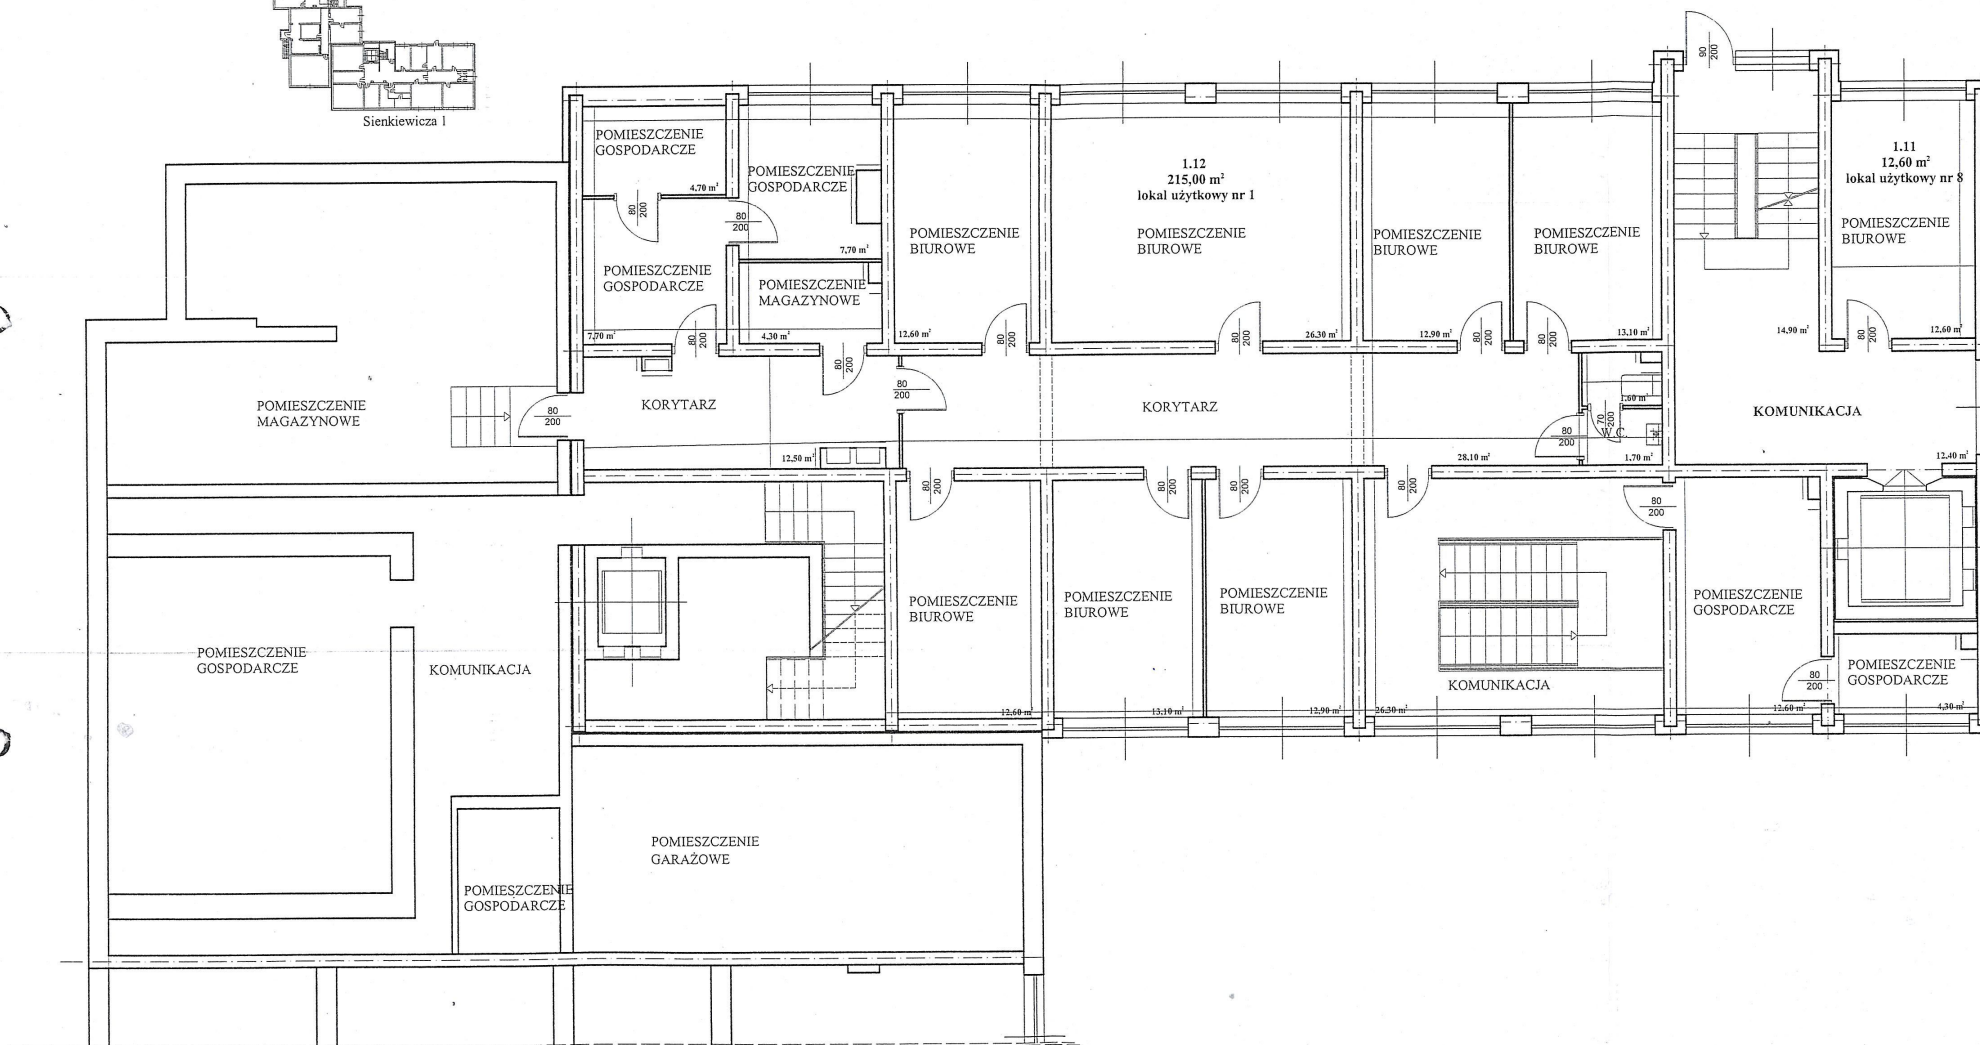 Sienkiewicza 1
90
200
POMIESZCZENIE
GOSPODARCZE
4,70 m²
80
200
POMIESZCZENIE
GOSPODARCZE
7,70 m²
80
200
POMIESZCZENIE
GOSPODARCZE
7,70 m²
80
200
POMIESZCZENIE
MAGAZYNOWE
4,30 m²
80
200
POMIESZCZENIE
BIUROWE
12,60 m²
80
200
1.12
215,00 m²
lokal użytkowy nr 1
POMIESZCZENIE
BIUROWE
26,30 m²
80
200
POMIESZCZENIE
BIUROWE
12,90 m²
80
200
POMIESZCZENIE
BIUROWE
13,10 m²
80
200
14,90 m²
1.11
12,60 m²
lokal użytkowy nr 8
POMIESZCZENIE
BIUROWE
12,60 m²
80
200
POMIESZCZENIE
MAGAZYNOWE
80
200
KORYTARZ
12,50 m²
80
200
KORYTARZ
28,10 m²
80
200
1,60 m²
70
200
W.C.
1,70 m²
KOMUNIKACJA
12,40 m²
80
200
80
200
80
200
80
200
80
200
POMIESZCZENIE
GOSPODARCZE
KOMUNIKACJA
POMIESZCZENIE
BIUROWE
12,60 m²
POMIESZCZENIE
BIUROWE
13,10 m²
POMIESZCZENIE
BIUROWE
12,90 m²
KOMUNIKACJA
26,30 m²
POMIESZCZENIE
GOSPODARCZE
12,60 m²
80
200
POMIESZCZENIE
GOSPODARCZE
4,30 m²
POMIESZCZENIE
GARAŻOWE
POMIESZCZENIE
GOSPODARCZE